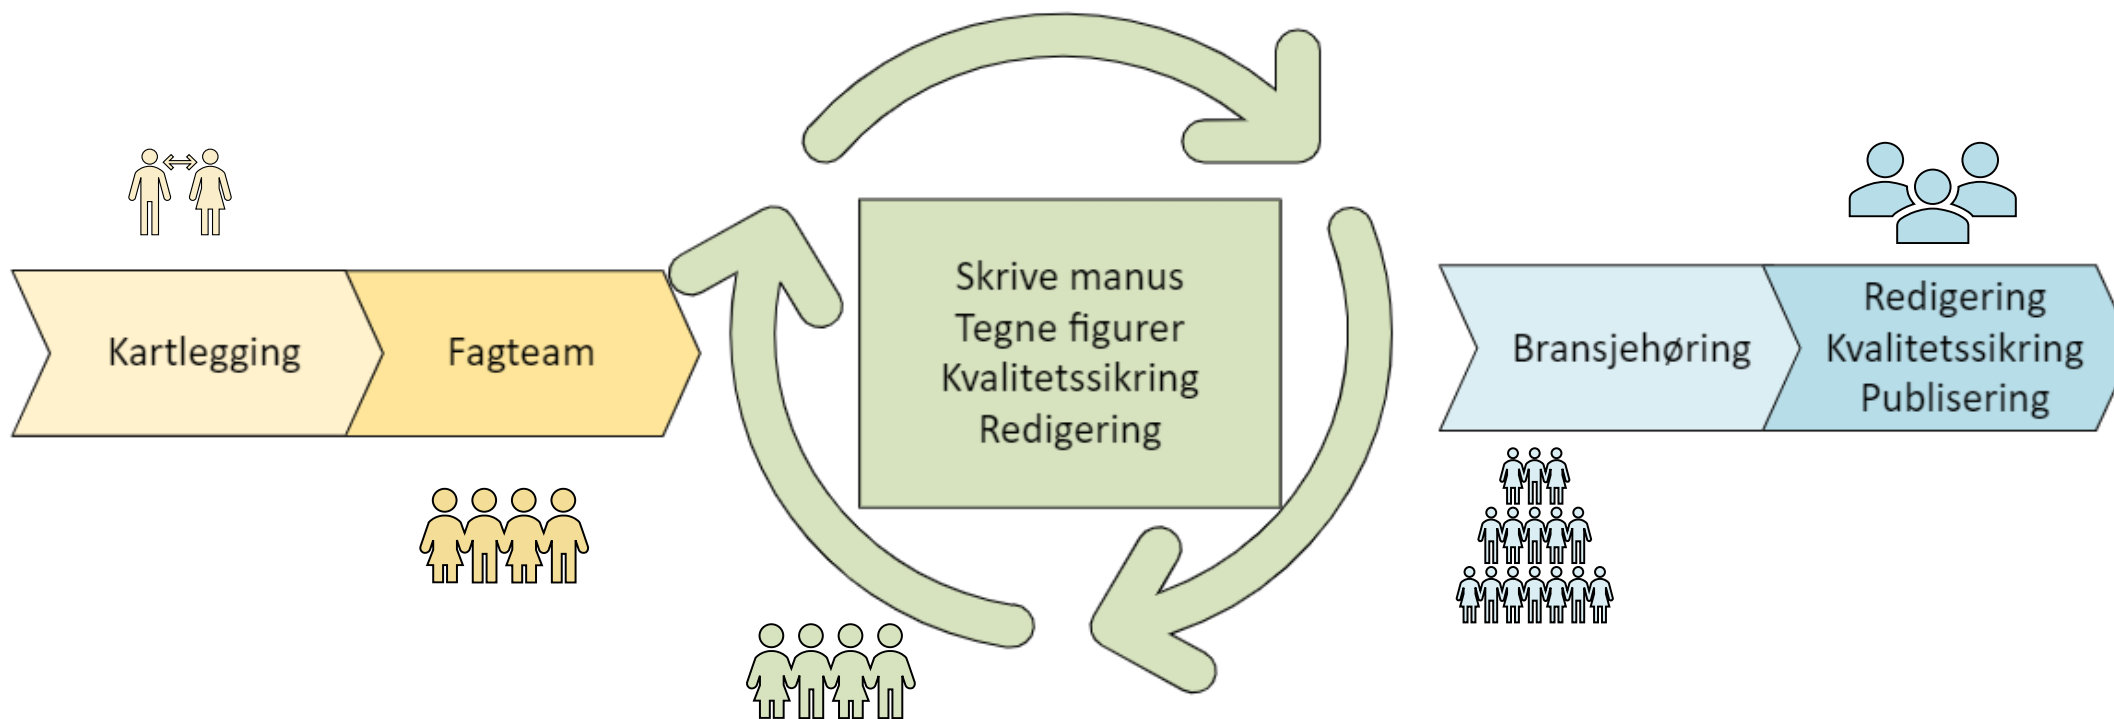 Kartlegging
Fagteam
Skrive manus
Tegne figurer
Kvalitetssikring
Redigering
Bransjehøring
Redigering
Kvalitetssikring
Publisering